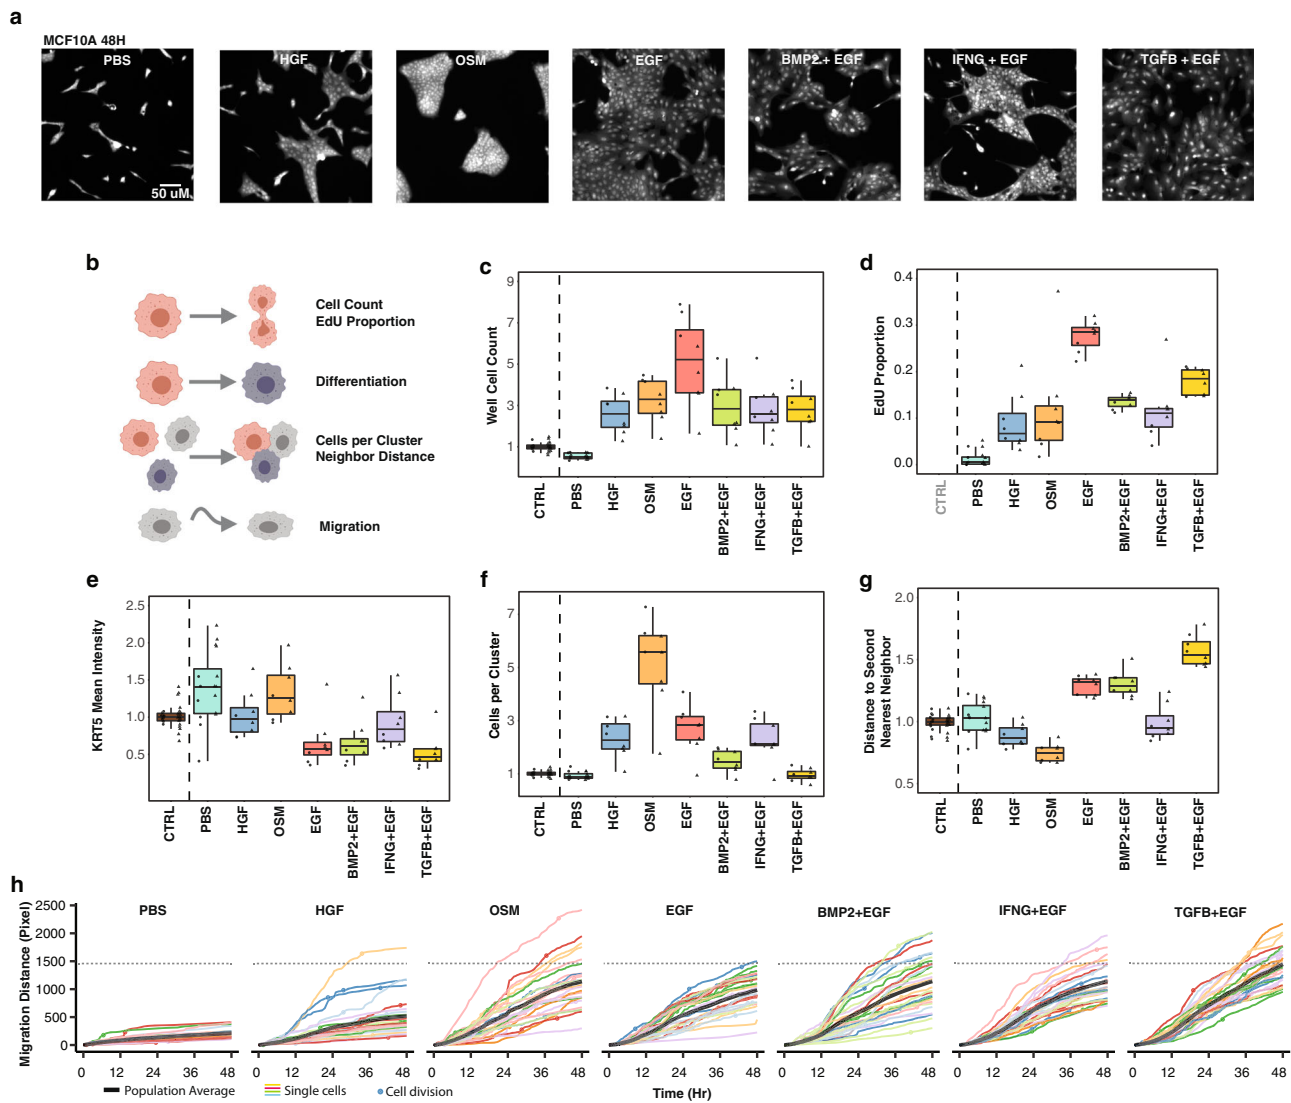 a
MCF10A 48H
PBS
HGF
OSM
EGF
BMP2 + EGF
IFNG + EGF
TGFB + EGF
50 uM
b
Cell Count
EdU Proportion
Differentiation
Cells per Cluster
Neighbor Distance
Migration
c
Well Cell Count
9
7
5
3
1
CTRL
PBS
HGF
OSM
EGF
BMP2+EGF
IFNG+EGF
TGFB+EGF
d
EdU Proportion
0.4
0.3
0.2
0.1
0.0
CTRL
PBS
HGF
OSM
EGF
BMP2+EGF
IFNG+EGF
TGFB+EGF
e
KRT5 Mean Intensity
2.5
2.0
1.5
1.0
0.5
CTRL
PBS
HGF
OSM
EGF
BMP2+EGF
IFNG+EGF
TGFB+EGF
f
Cells per Cluster
7
5
3
1
CTRL
PBS
HGF
OSM
EGF
BMP2+EGF
IFNG+EGF
TGFB+EGF
g
Distance to Second
Nearest Neighbor
2.0
1.5
1.0
0.5
CTRL
PBS
HGF
OSM
EGF
BMP2+EGF
IFNG+EGF
TGFB+EGF
h
Migration Distance (Pixel)
2500
2000
1500
1000
500
0
PBS
HGF
OSM
EGF
BMP2+EGF
IFNG+EGF
TGFB+EGF
0 12 24 36 48
0 12 24 36 48
0 12 24 36 48
0 12 24 36 48
0 12 24 36 48
0 12 24 36 48
0 12 24 36 48
Population Average
Single cells
Cell division
Time (Hr)